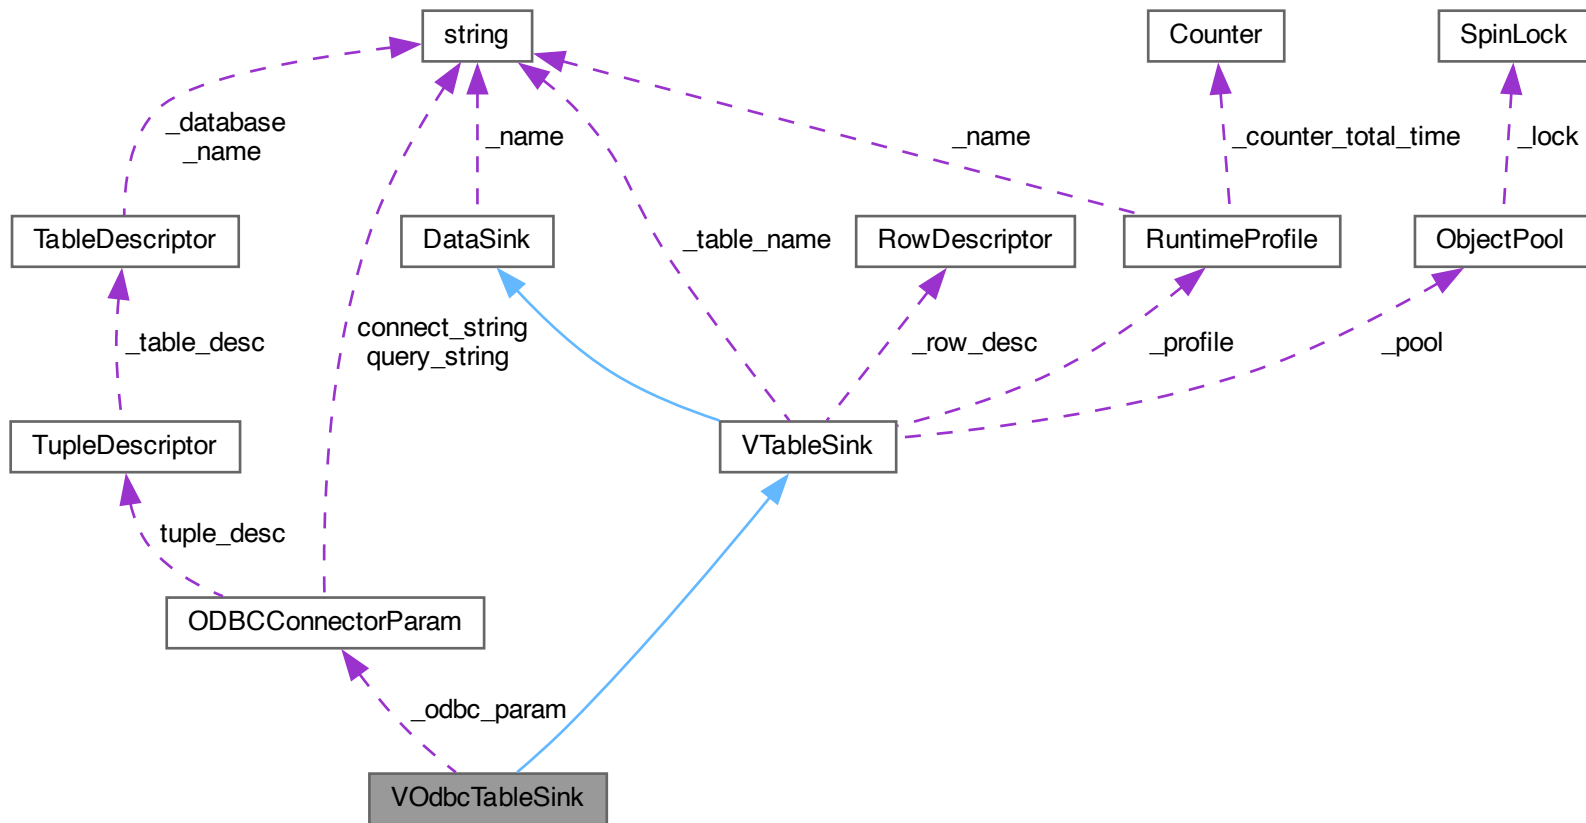 string
Counter
SpinLock
_database
_name
_name
_name
_counter_total_time
_lock
TableDescriptor
DataSink
_table_name
RowDescriptor
RuntimeProfile
ObjectPool
_table_desc
connect_string
query_string
_row_desc
_profile
_pool
TupleDescriptor
VTableSink
tuple_desc
ODBCConnectorParam
_odbc_param
VOdbcTableSink